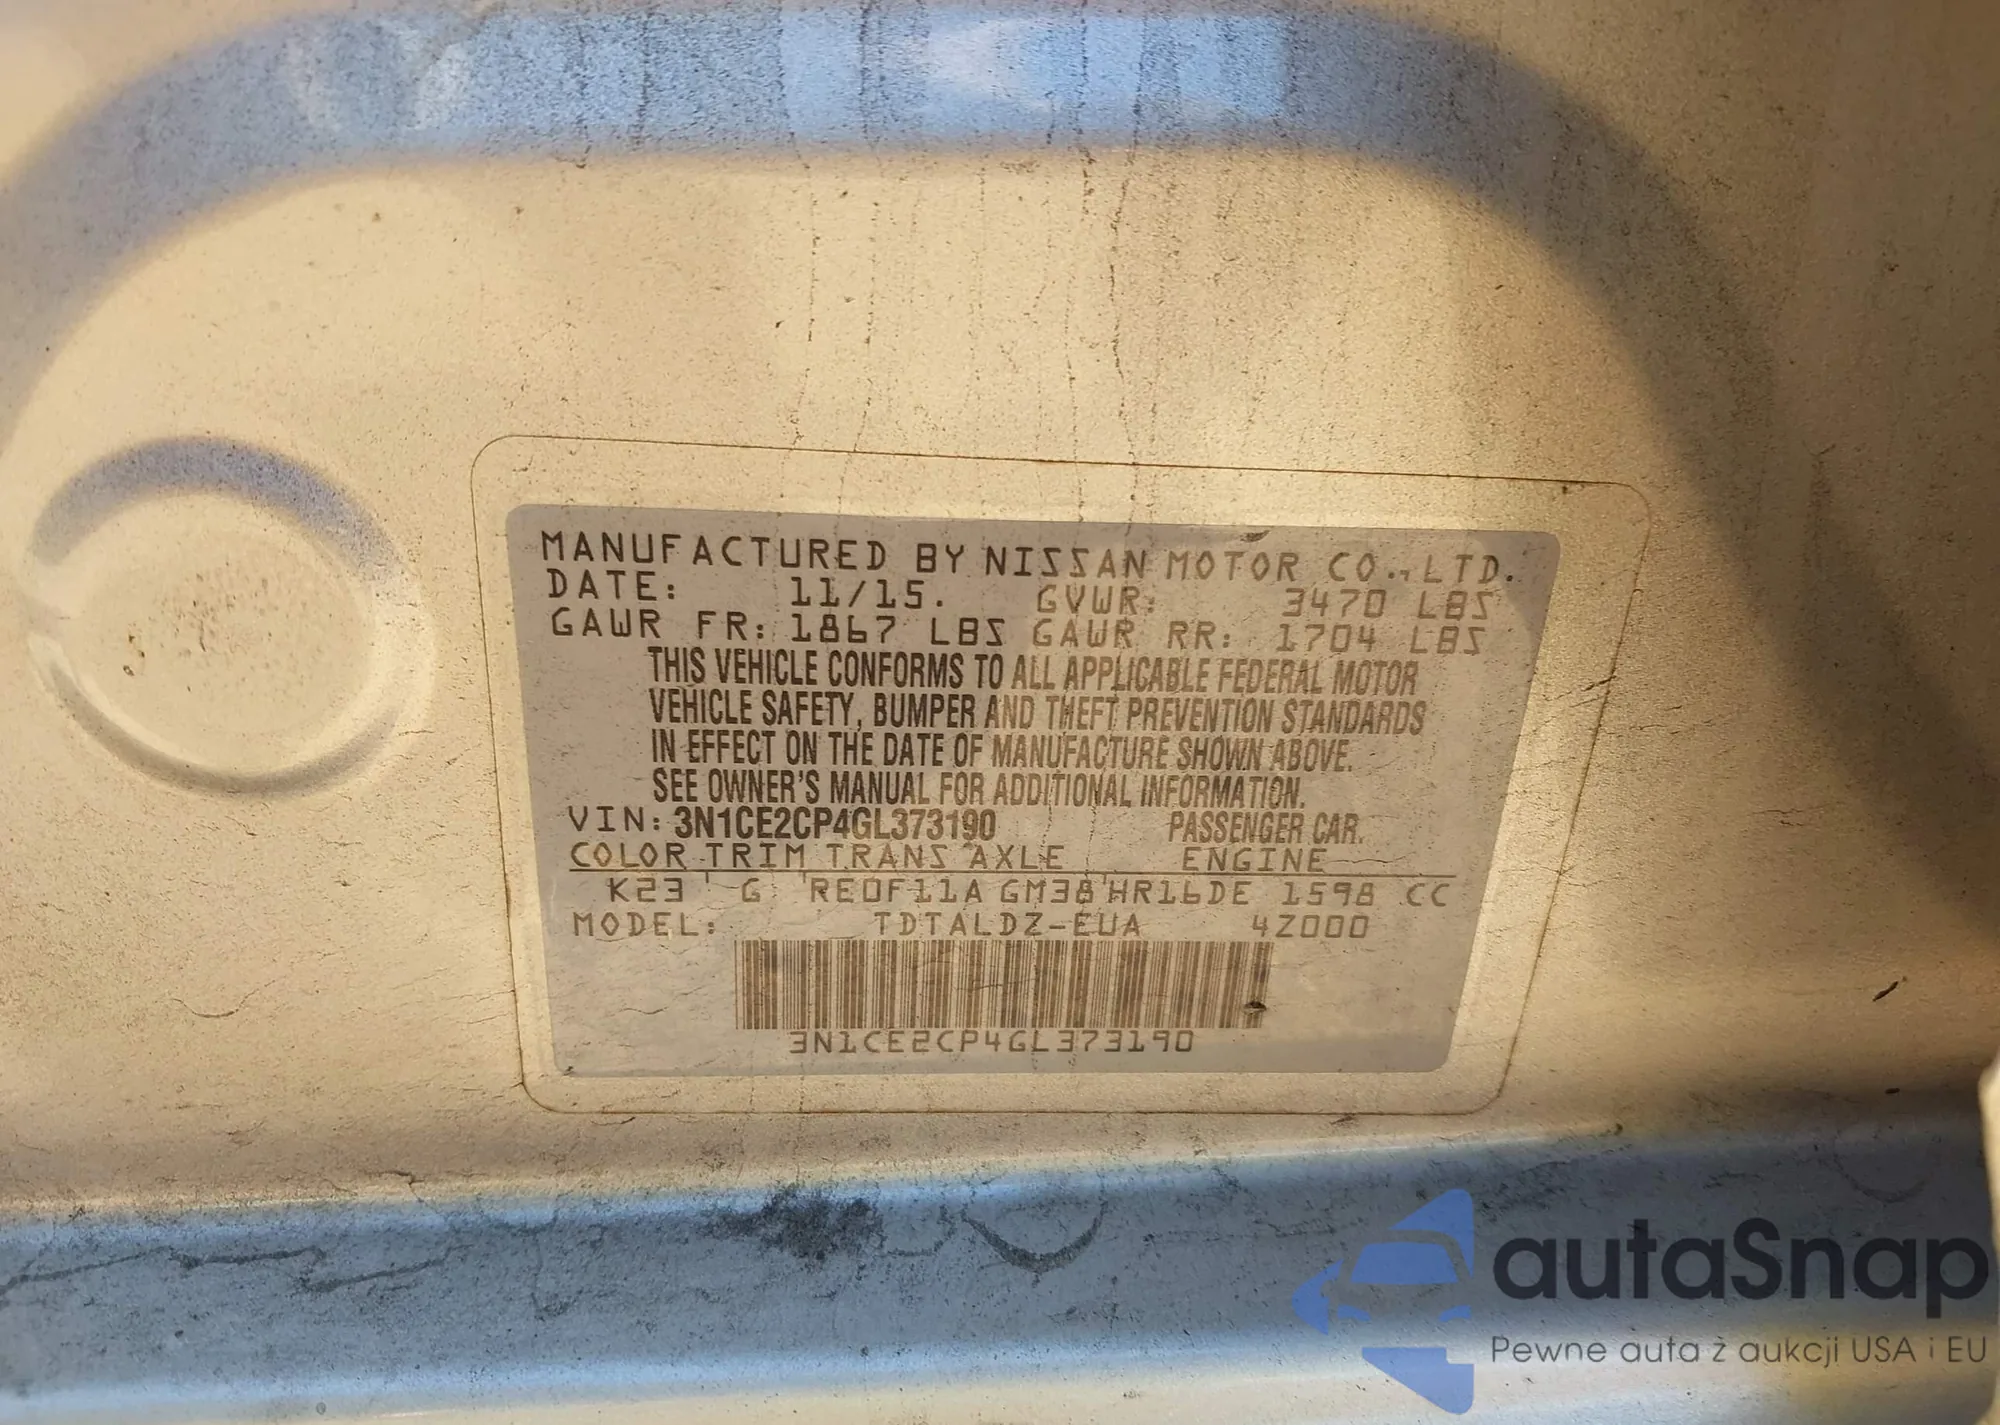 MANUFACTURED BY NISSAN MOTOR CO., LTD.
DATE: 11/15. GVWR: 3470 LBS
GAWR FR: 1867 LBS GAWR RR: 1704 LBS
THIS VEHICLE CONFORMS TO ALL APPLICABLE FEDERAL MOTOR
VEHICLE SAFETY, BUMPER AND THEFT PREVENTION STANDARDS
IN EFFECT ON THE DATE OF MANUFACTURE SHOWN ABOVE.
SEE OWNER'S MANUAL FOR ADDITIONAL INFORMATION.
VIN: 3N1CE2CP4GL373190 PASSENGER CAR.
COLOR TRIM TRANS AXLE ENGINE
K23 G RE0F11A GM38 HR16DE 1598 CC
MODEL: TDTALDZ-EUA 4Z000
3N1CE2CP4GL373190
autaSnap
Pewne auta z aukcji USA i EU